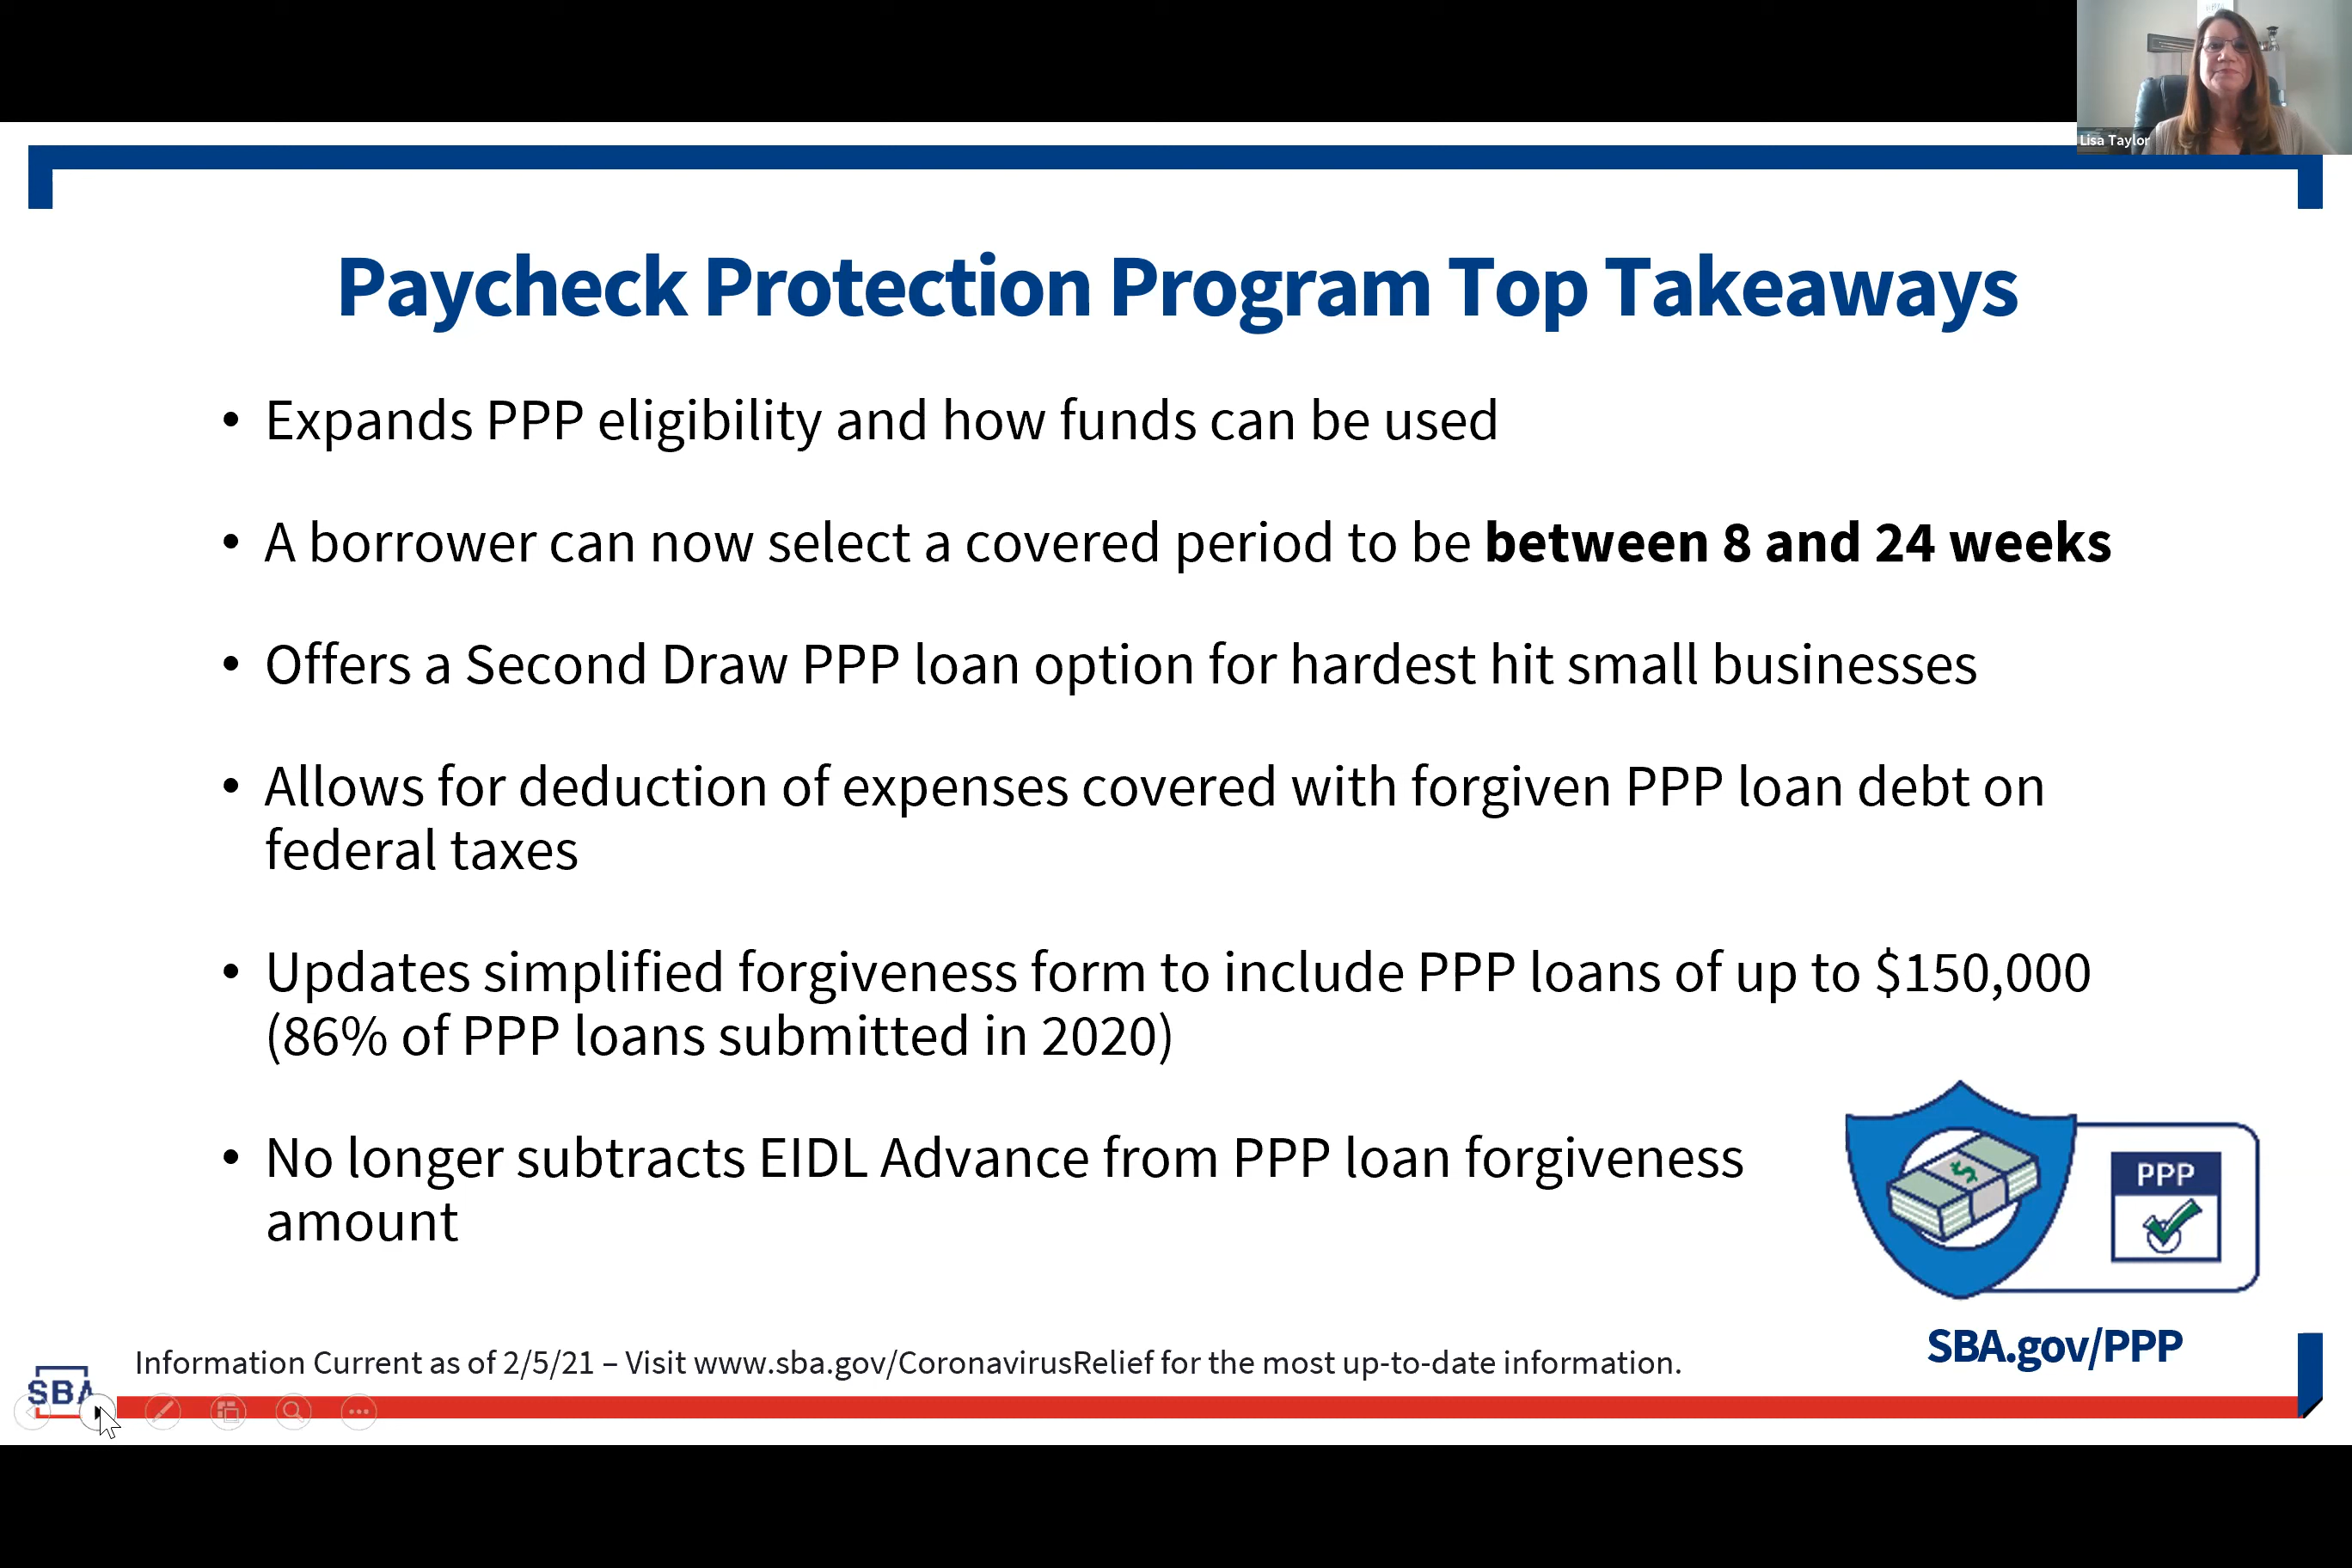 Lisa Taylor
Paycheck Protection Program Top Takeaways
• Expands PPP eligibility and how funds can be used
• A borrower can now select a covered period to be between 8 and 24 weeks
• Offers a Second Draw PPP loan option for hardest hit small businesses
• Allows for deduction of expenses covered with forgiven PPP loan debt on
federal taxes
• Updates simplified forgiveness form to include PPP loans of up to $150,000
(86% of PPP loans submitted in 2020)
• No longer subtracts EIDL Advance from PPP loan forgiveness
amount
$
PPP
SBA.gov/PPP
Information Current as of 2/5/21 – Visit www.sba.gov/CoronavirusRelief for the most up-to-date information.
SBA